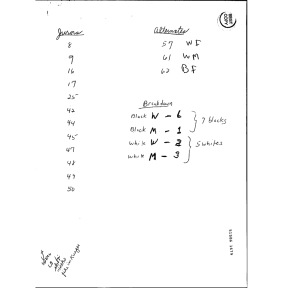 Jurors
8
9
16
17
25
42
44
45
47
48
49
50
Alternates
57 WF
61 WM
62 BF
Breakdown
Black W - 6
Black M - 1
7 blacks
White W - 2
White M - 3
5 whites